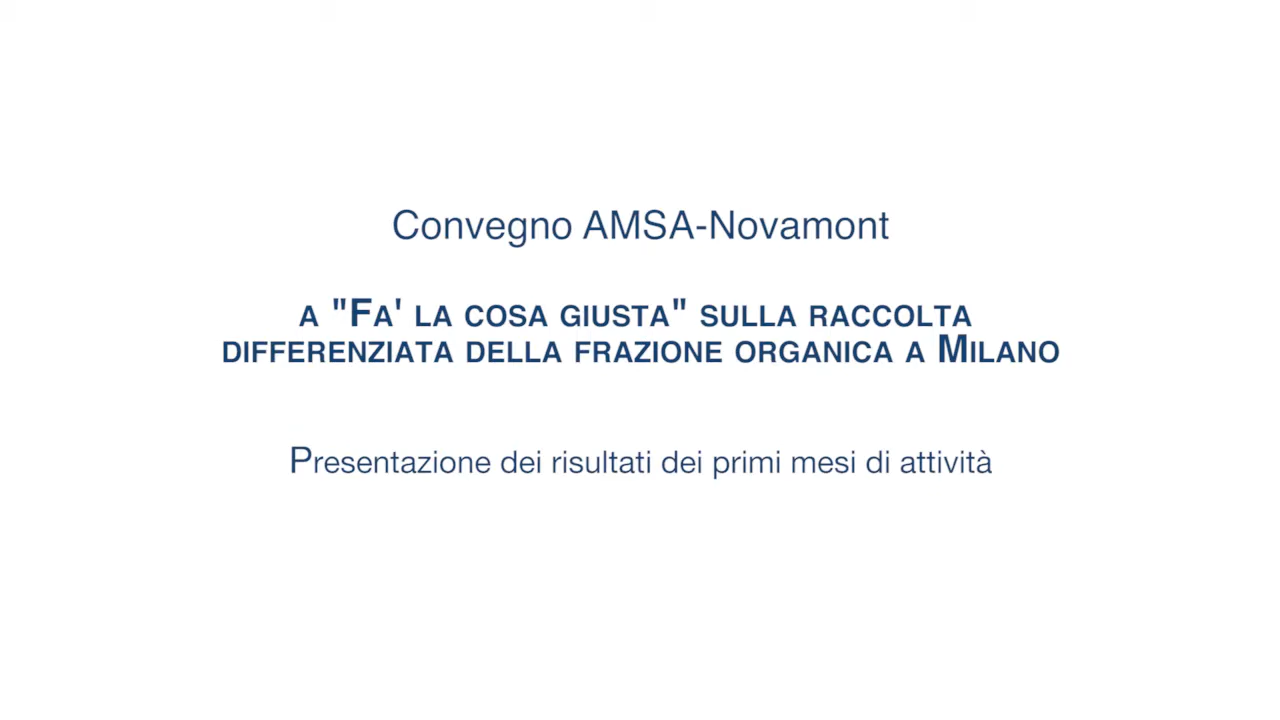 Convegno AMSA-Novamont
A "FA' LA COSA GIUSTA" SULLA RACCOLTA
DIFFERENZIATA DELLA FRAZIONE ORGANICA A MILANO
Presentazione dei risultati dei primi mesi di attività